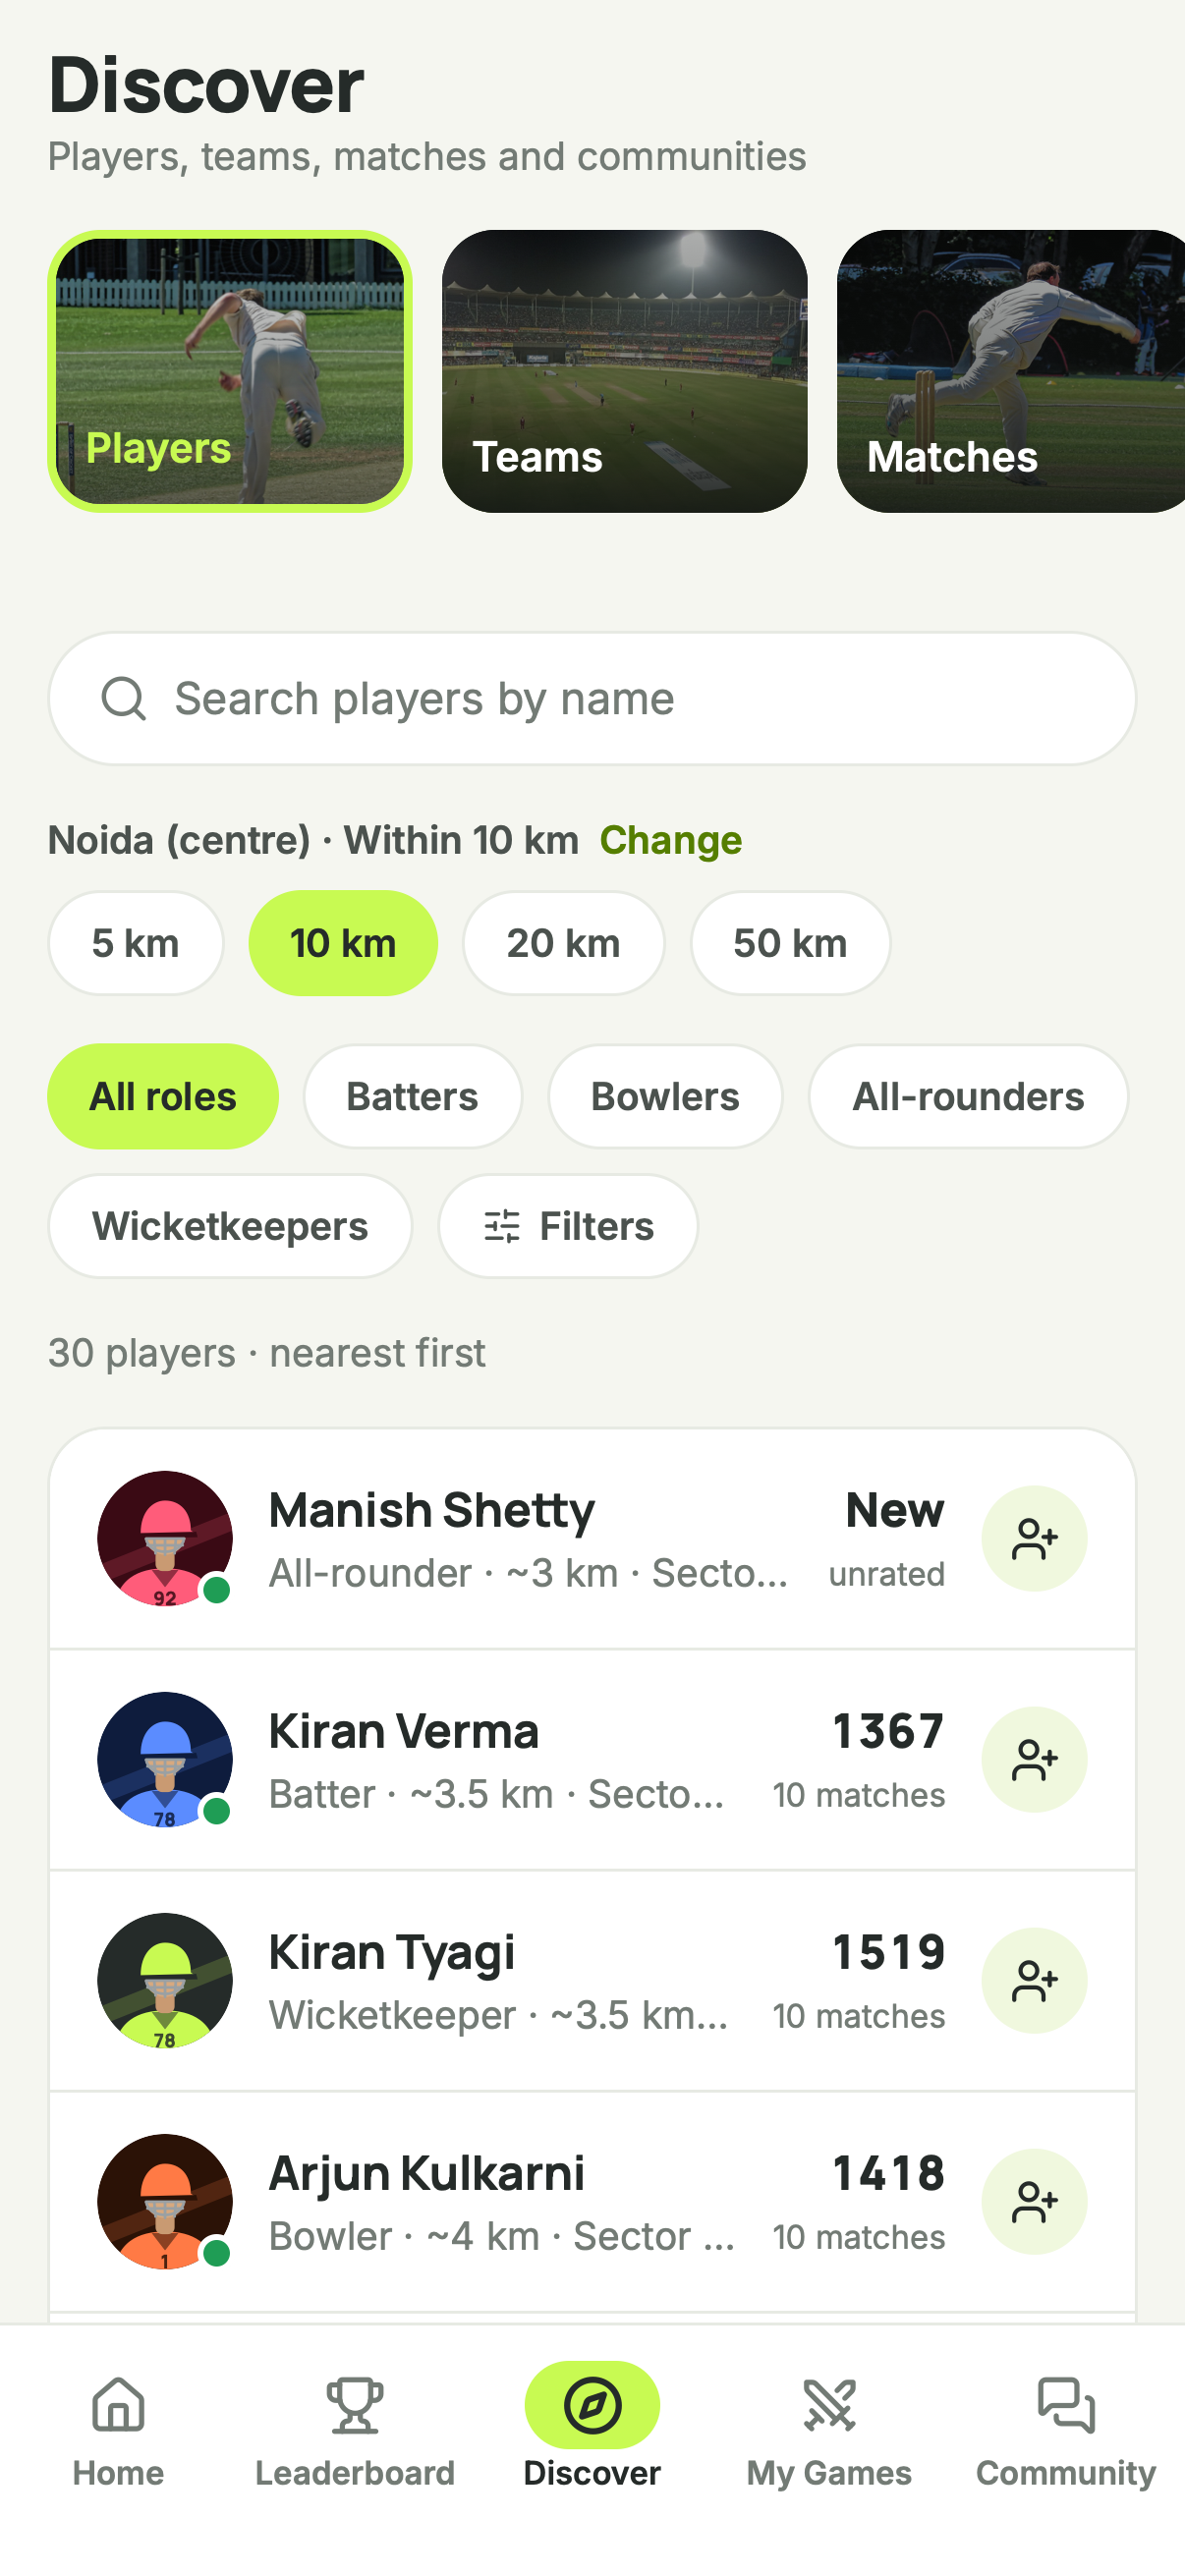 Discover
Players, teams, matches and communities
Players
Teams
Matches
Search players by name
Noida (centre) · Within 10 km Change
5 km 10 km 20 km 50 km
All roles Batters Bowlers All-rounders
Wicketkeepers Filters
30 players · nearest first
Manish Shetty New
All-rounder · ~3 km · Secto... unrated
92
Kiran Verma 1367
Batter · ~3.5 km · Secto... 10 matches
78
Kiran Tyagi 1519
Wicketkeeper · ~3.5 km... 10 matches
78
Arjun Kulkarni 1418
Bowler · ~4 km · Sector ... 10 matches
1
Home Leaderboard Discover My Games Community